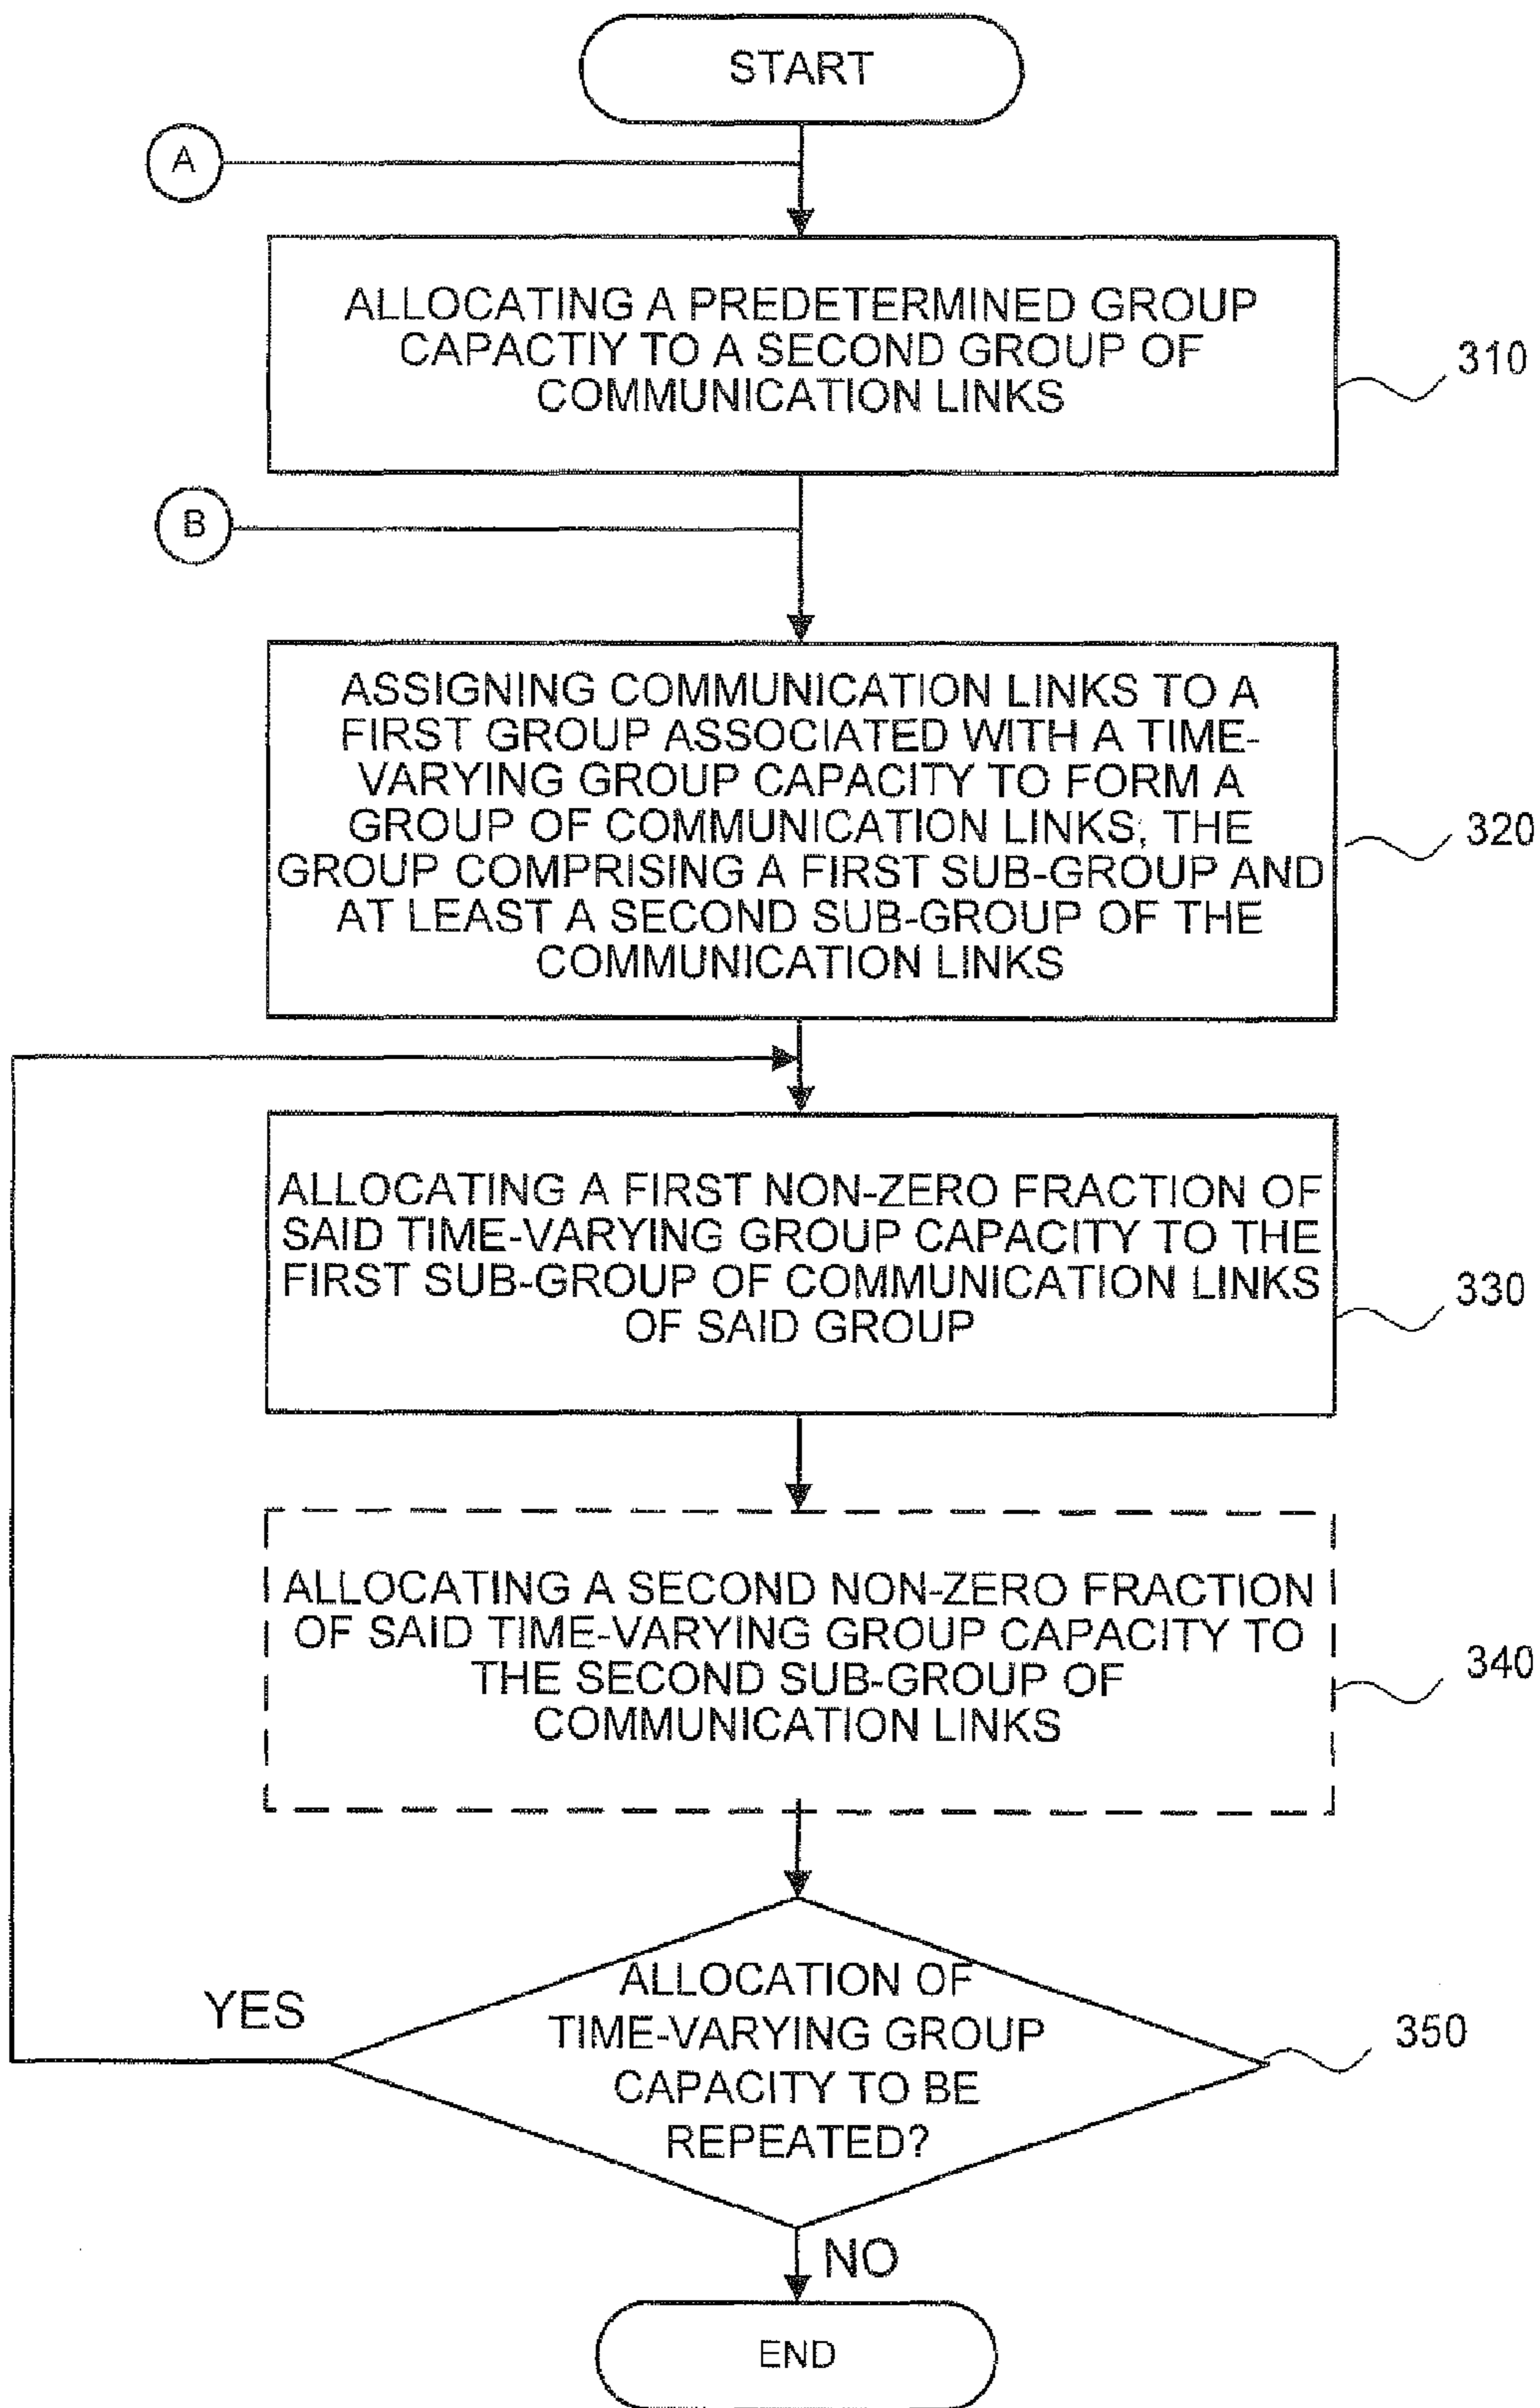 START
A
ALLOCATING A PREDETERMINED GROUP
CAPACTIY TO A SECOND GROUP OF
COMMUNICATION LINKS
310
B
ASSIGNING COMMUNICATION LINKS TO A
FIRST GROUP ASSOCIATED WITH A TIME-
VARYING GROUP CAPACITY TO FORM A
GROUP OF COMMUNICATION LINKS, THE
GROUP COMPRISING A FIRST SUB-GROUP AND
AT LEAST A SECOND SUB-GROUP OF THE
COMMUNICATION LINKS
320
ALLOCATING A FIRST NON-ZERO FRACTION OF
SAID TIME-VARYING GROUP CAPACITY TO THE
FIRST SUB-GROUP OF COMMUNICATION LINKS
OF SAID GROUP
330
ALLOCATING A SECOND NON-ZERO FRACTION
OF SAID TIME-VARYING GROUP CAPACITY TO
THE SECOND SUB-GROUP OF
COMMUNICATION LINKS
340
YES
ALLOCATION OF
TIME-VARYING GROUP
CAPACITY TO BE
REPEATED?
350
NO
END